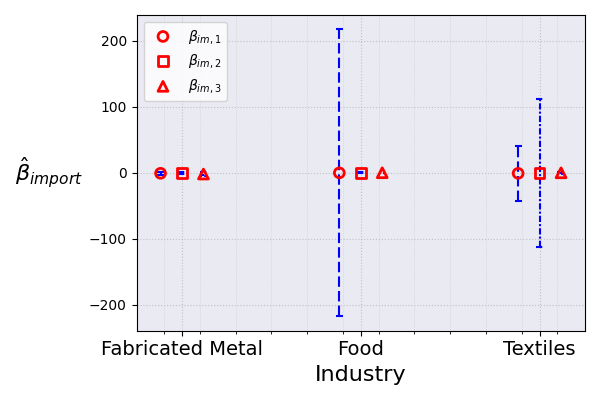 200
100
0
−100
−200
β̂import
βim, 1
βim, 2
βim, 3
Fabricated Metal Food Textiles
Industry